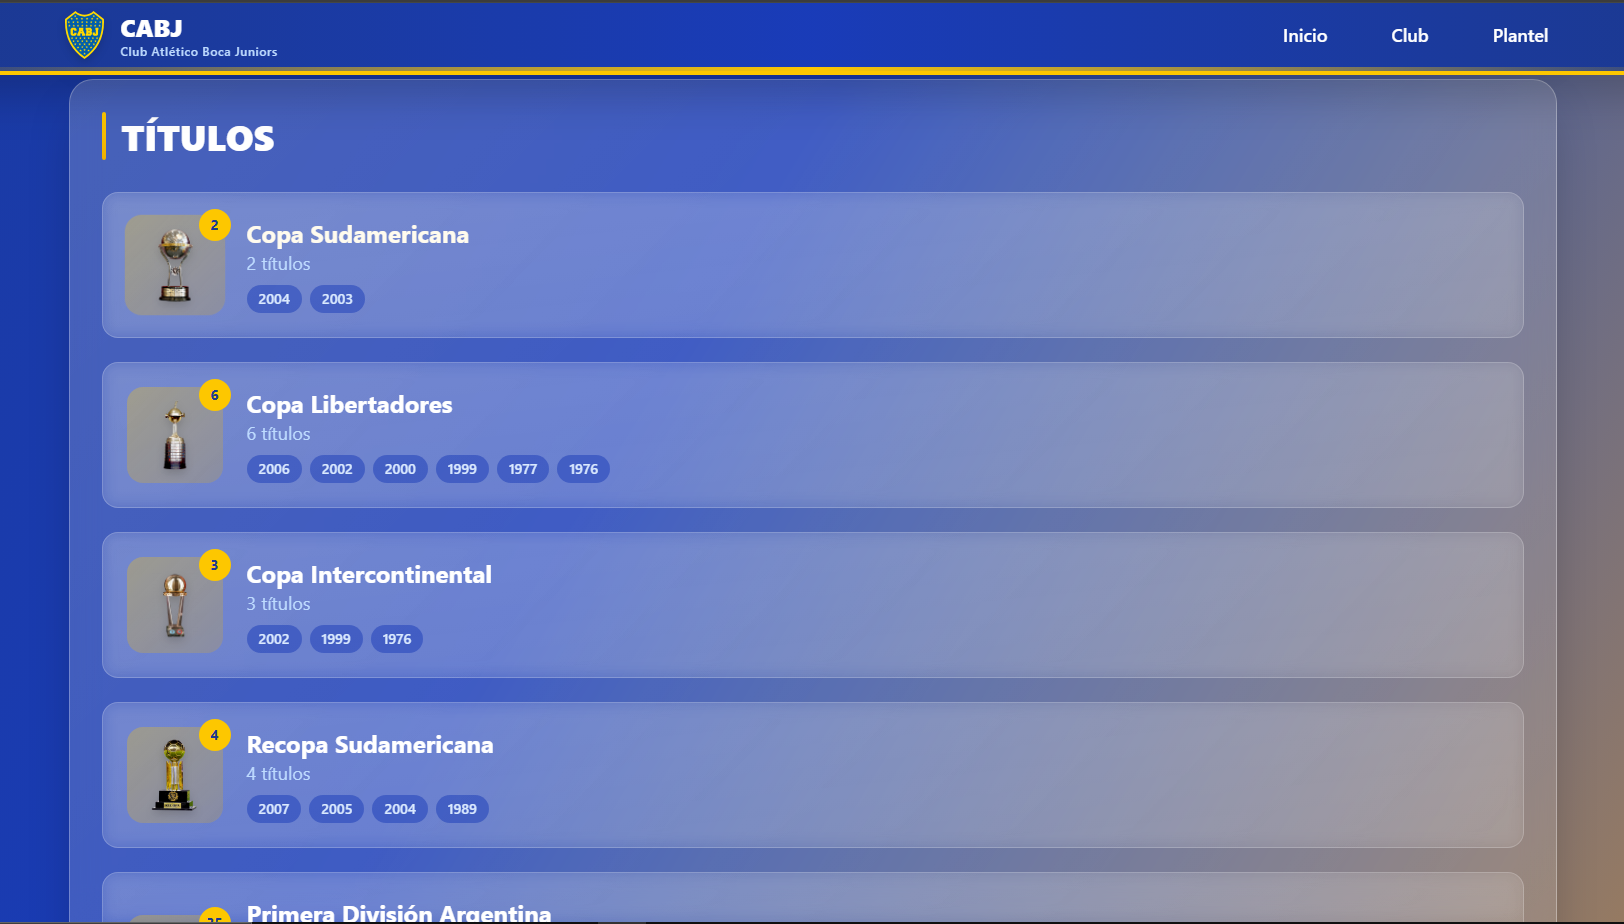 CABJ
CABJ
Club Atlético Boca Juniors
Inicio
Club
Plantel
TÍTULOS
2
Copa Sudamericana
2 títulos
2004
2003
6
Copa Libertadores
6 títulos
2006
2002
2000
1999
1977
1976
3
Copa Intercontinental
3 títulos
2002
1999
1976
4
Recopa Sudamericana
4 títulos
2007
2005
2004
1989
35
Primera División Argentina